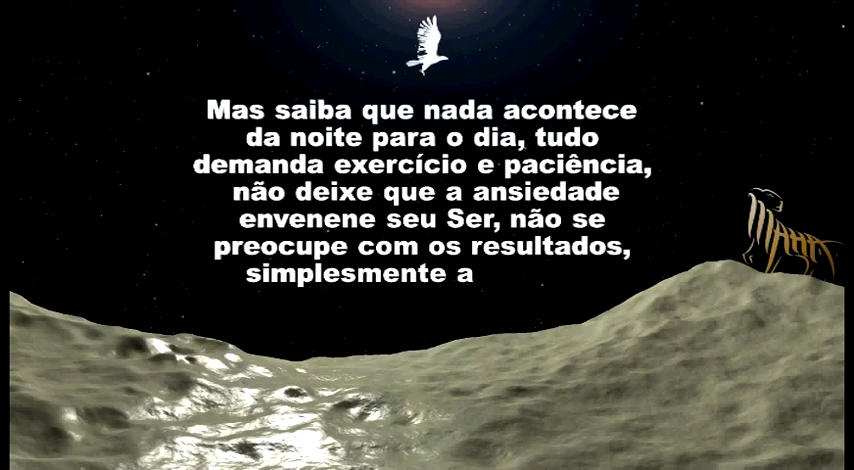 Mas saiba que nada acontece
da noite para o dia, tudo
demanda exercício e paciência,
não deixe que a ansiedade
envenene seu Ser, não se
preocupe com os resultados,
simplesmente a
MAHA